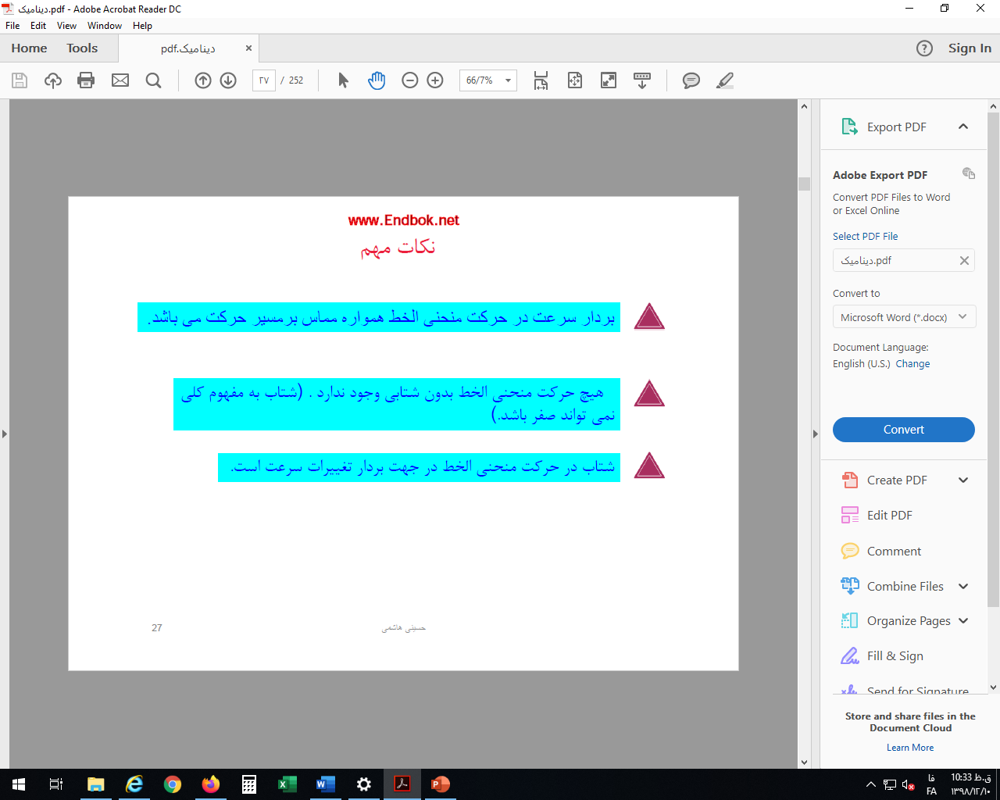 دینامیک.pdf - Adobe Acrobat Reader DC
File Edit View Window Help
Home Tools دینامیک.pdf × ? Sign In
۲۷ / 252 66/7%
www.Endbok.net
نکات مهم
بردار سرعت در حرکت منحنی الخط همواره مماس برمسیر حرکت می باشد.
هیچ حرکت منحنی الخط بدون شتابی وجود ندارد . (شتاب به مفهوم کلی
نمی تواند صفر باشد.)
شتاب در حرکت منحنی الخط در جهت بردار تغییرات سرعت است.
27
حسینی هاشمی
Export PDF
Adobe Export PDF
Convert PDF Files to Word
or Excel Online
Select PDF File
دینامیک.pdf
Convert to
Microsoft Word (*.docx)
Document Language:
English (U.S.) Change
Convert
Create PDF
Edit PDF
Comment
Combine Files
Organize Pages
Fill & Sign
Send for Signature
Store and share files in the
Document Cloud
Learn More
فا
FA
10:33 ق.ظ
۱۳۹۸/۱۲/۱۰